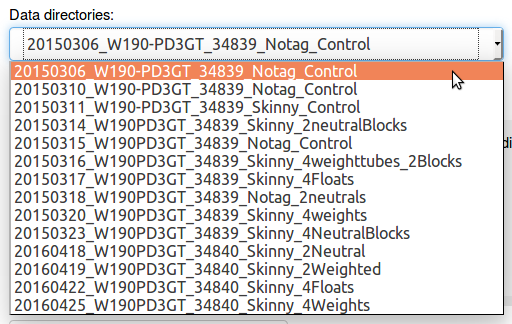 Data directories:
20150306_W190-PD3GT_34839_Notag_Control
20150306_W190-PD3GT_34839_Notag_Control
20150310_W190-PD3GT_34839_Notag_Control
20150311_W190-PD3GT_34839_Skinny_Control
20150314_W190PD3GT_34839_Skinny_2neutralBlocks
20150315_W190PD3GT_34839_Notag_Control
20150316_W190PD3GT_34839_Skinny_4weighttubes_2Blocks
20150317_W190PD3GT_34839_Skinny_4Floats
20150318_W190PD3GT_34839_Notag_2neutrals
20150320_W190PD3GT_34839_Skinny_4weights
20150323_W190PD3GT_34839_Skinny_4NeutralBlocks
20160418_W190PD3GT_34840_Skinny_2Neutral
20160419_W190PD3GT_34840_Skinny_2Weighted
20160422_W190PD3GT_34840_Skinny_4Floats
20160425_W190PD3GT_34840_Skinny_4Weights